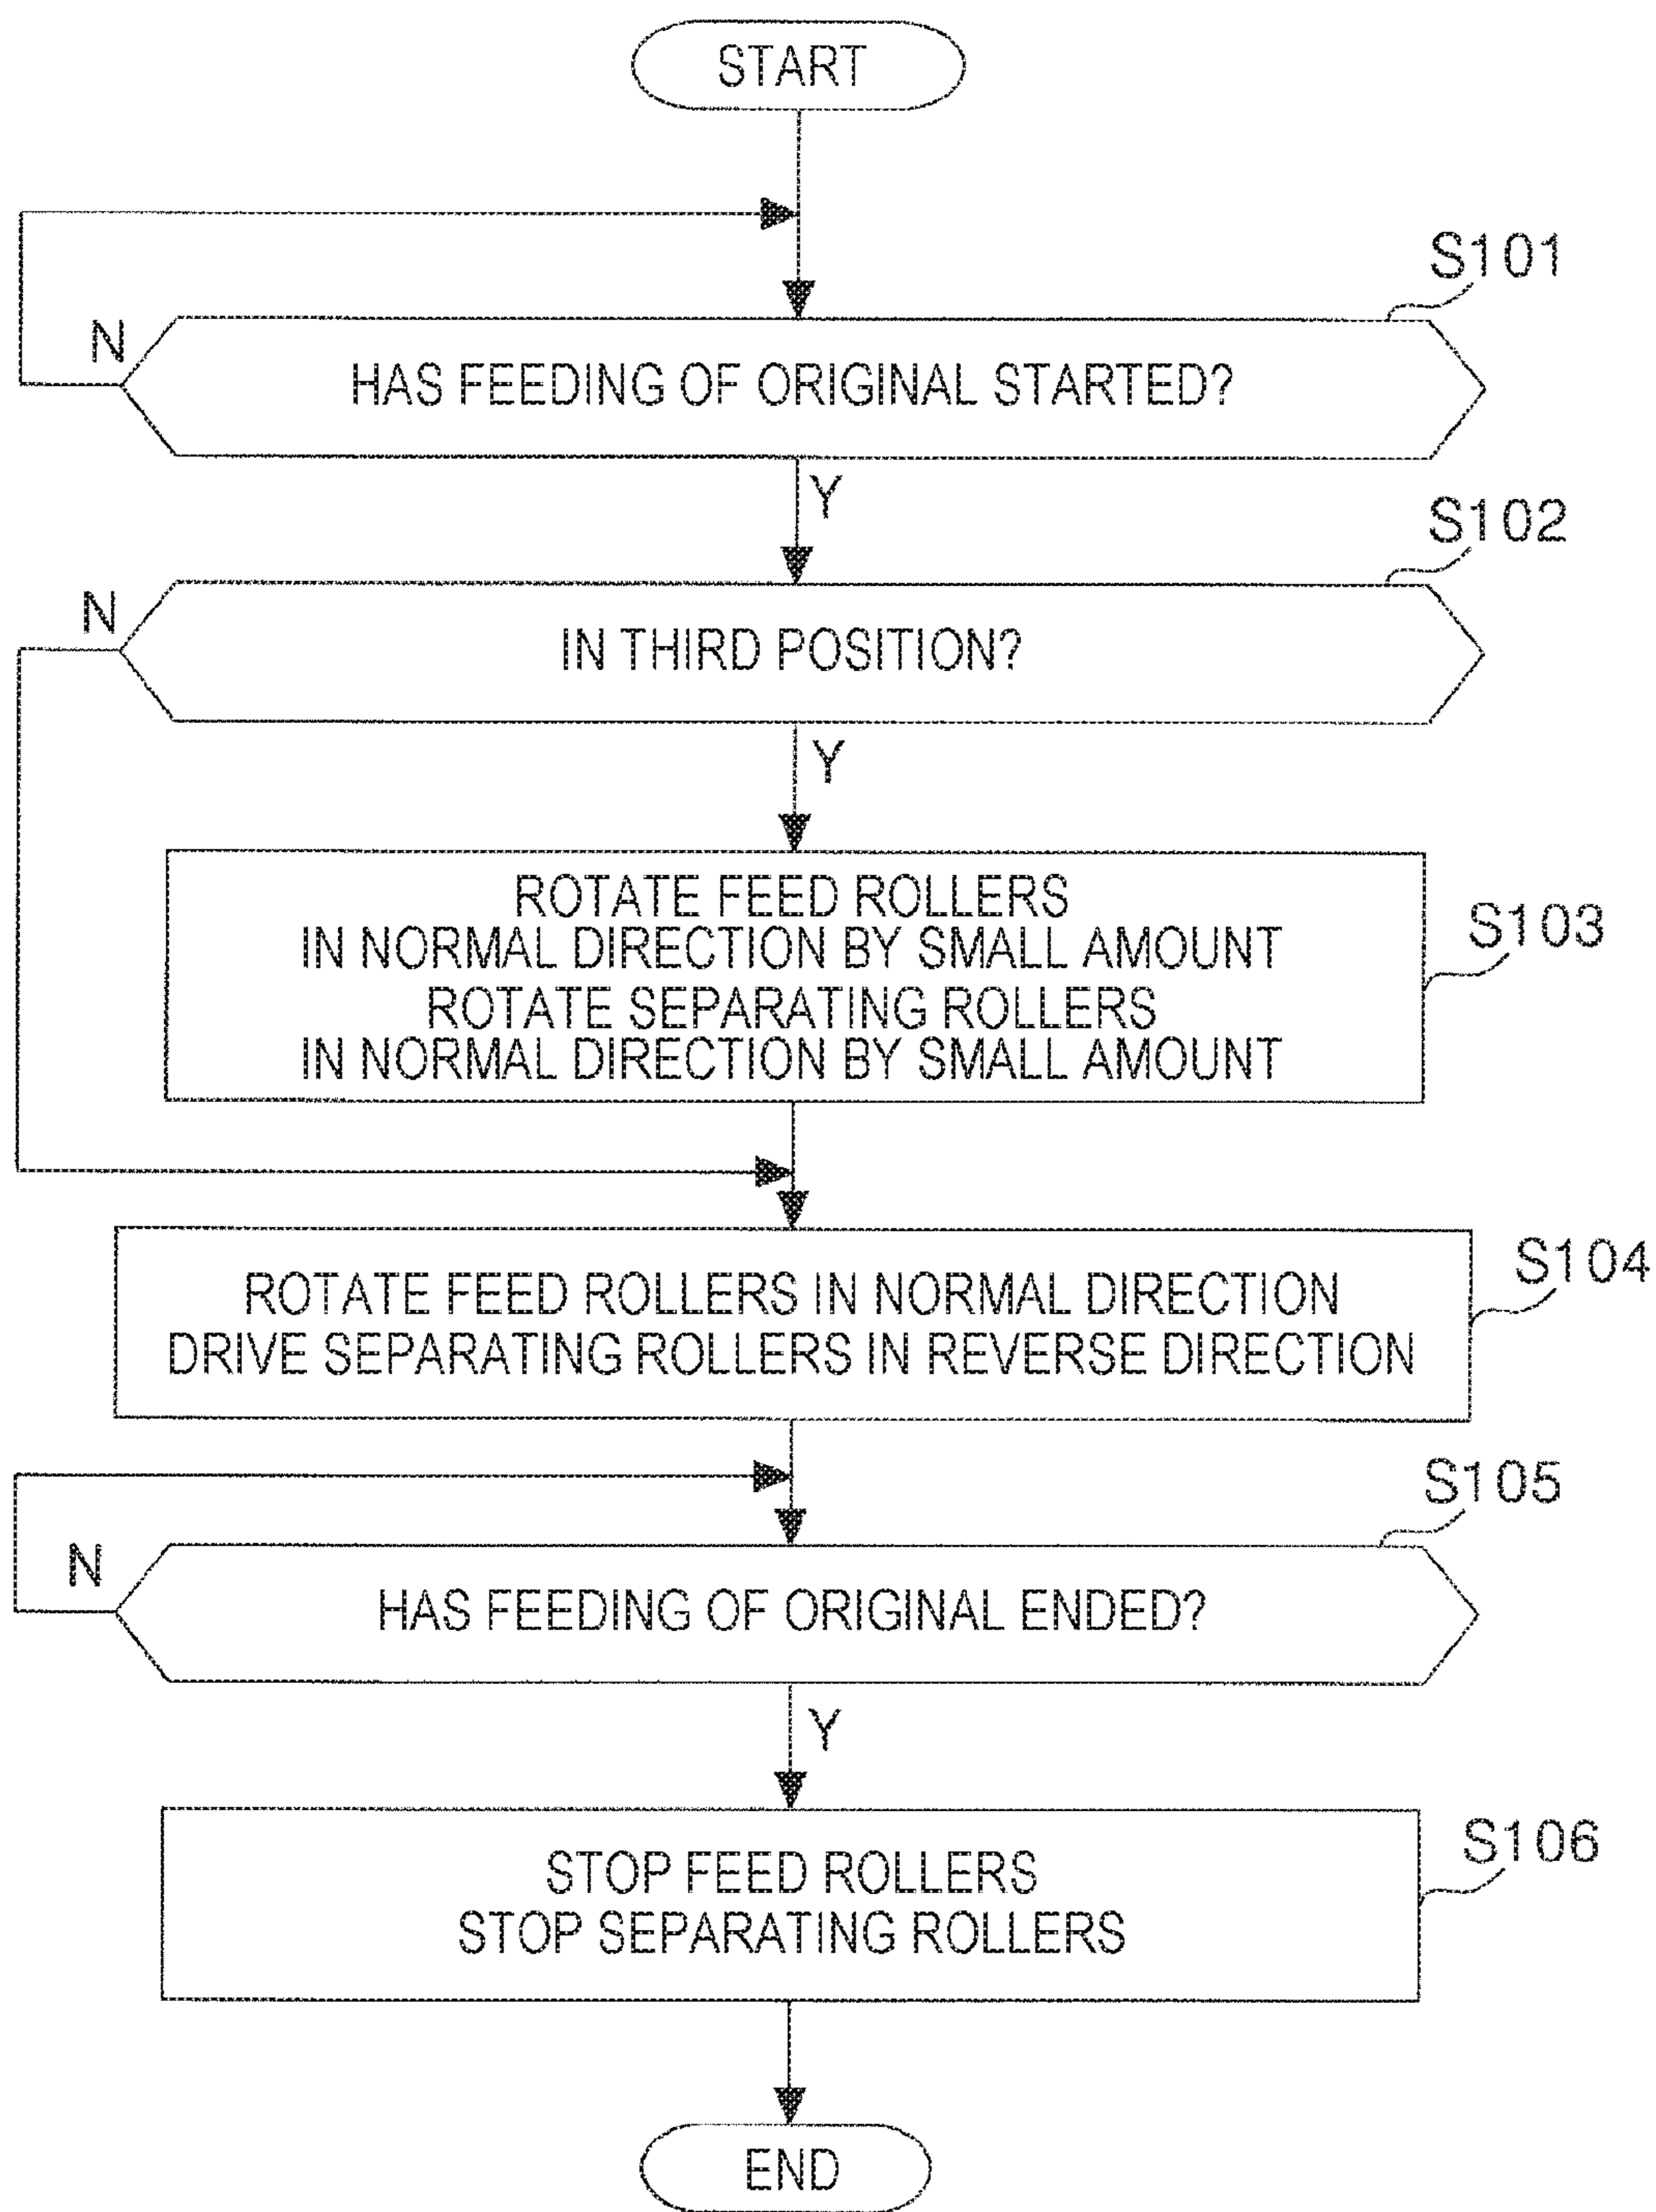 START
S101
N
HAS FEEDING OF ORIGINAL STARTED?
Y
S102
N
IN THIRD POSITION?
Y
ROTATE FEED ROLLERS
IN NORMAL DIRECTION BY SMALL AMOUNT
ROTATE SEPARATING ROLLERS
IN NORMAL DIRECTION BY SMALL AMOUNT
S103
S104
ROTATE FEED ROLLERS IN NORMAL DIRECTION
DRIVE SEPARATING ROLLERS IN REVERSE DIRECTION
S105
N
HAS FEEDING OF ORIGINAL ENDED?
Y
S106
STOP FEED ROLLERS
STOP SEPARATING ROLLERS
END